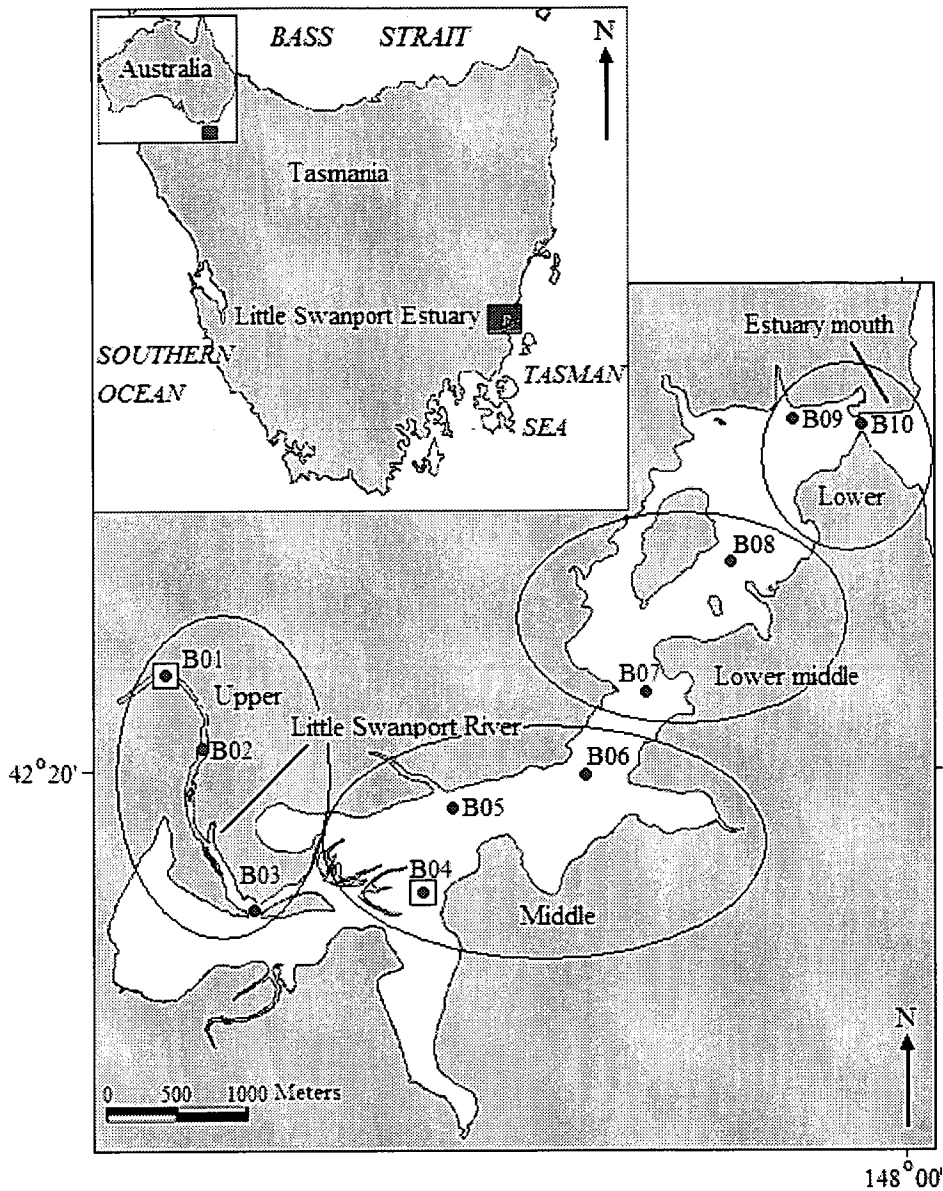 BASS STRAIT
N
Australia
Tasmania
Little Swanport Estuary
SOUTHERN
OCEAN
TASMAN
SEA
Estuary mouth
B09
B10
Lower
B08
B01
Upper
B07
Lower middle
Little Swanport River
B02
B06
42°20'
B05
B03
B04
Middle
N
0 500 1000 Meters
148°00'